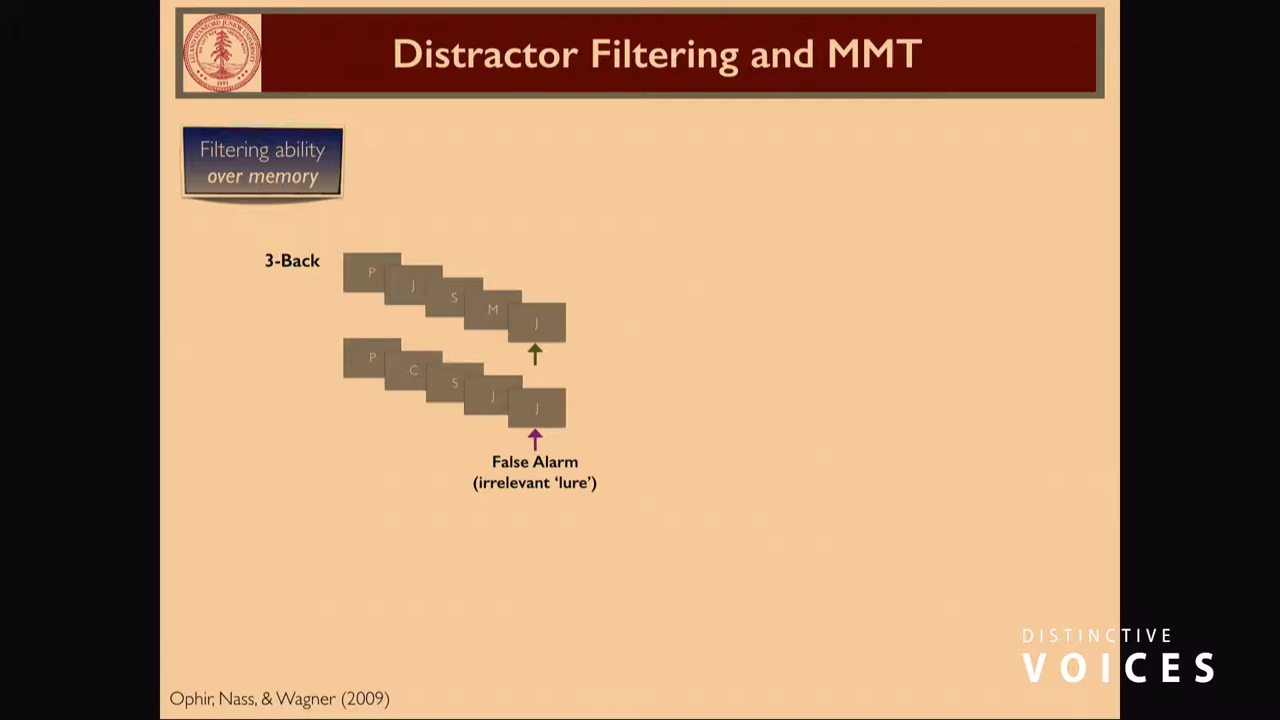 Distractor Filtering and MMT
Filtering ability
over memory
3-Back
P
J
S
M
J
P
C
S
J
J
False Alarm
(irrelevant ‘lure’)
DISTINCTIVE
VOICES
Ophir, Nass, & Wagner (2009)